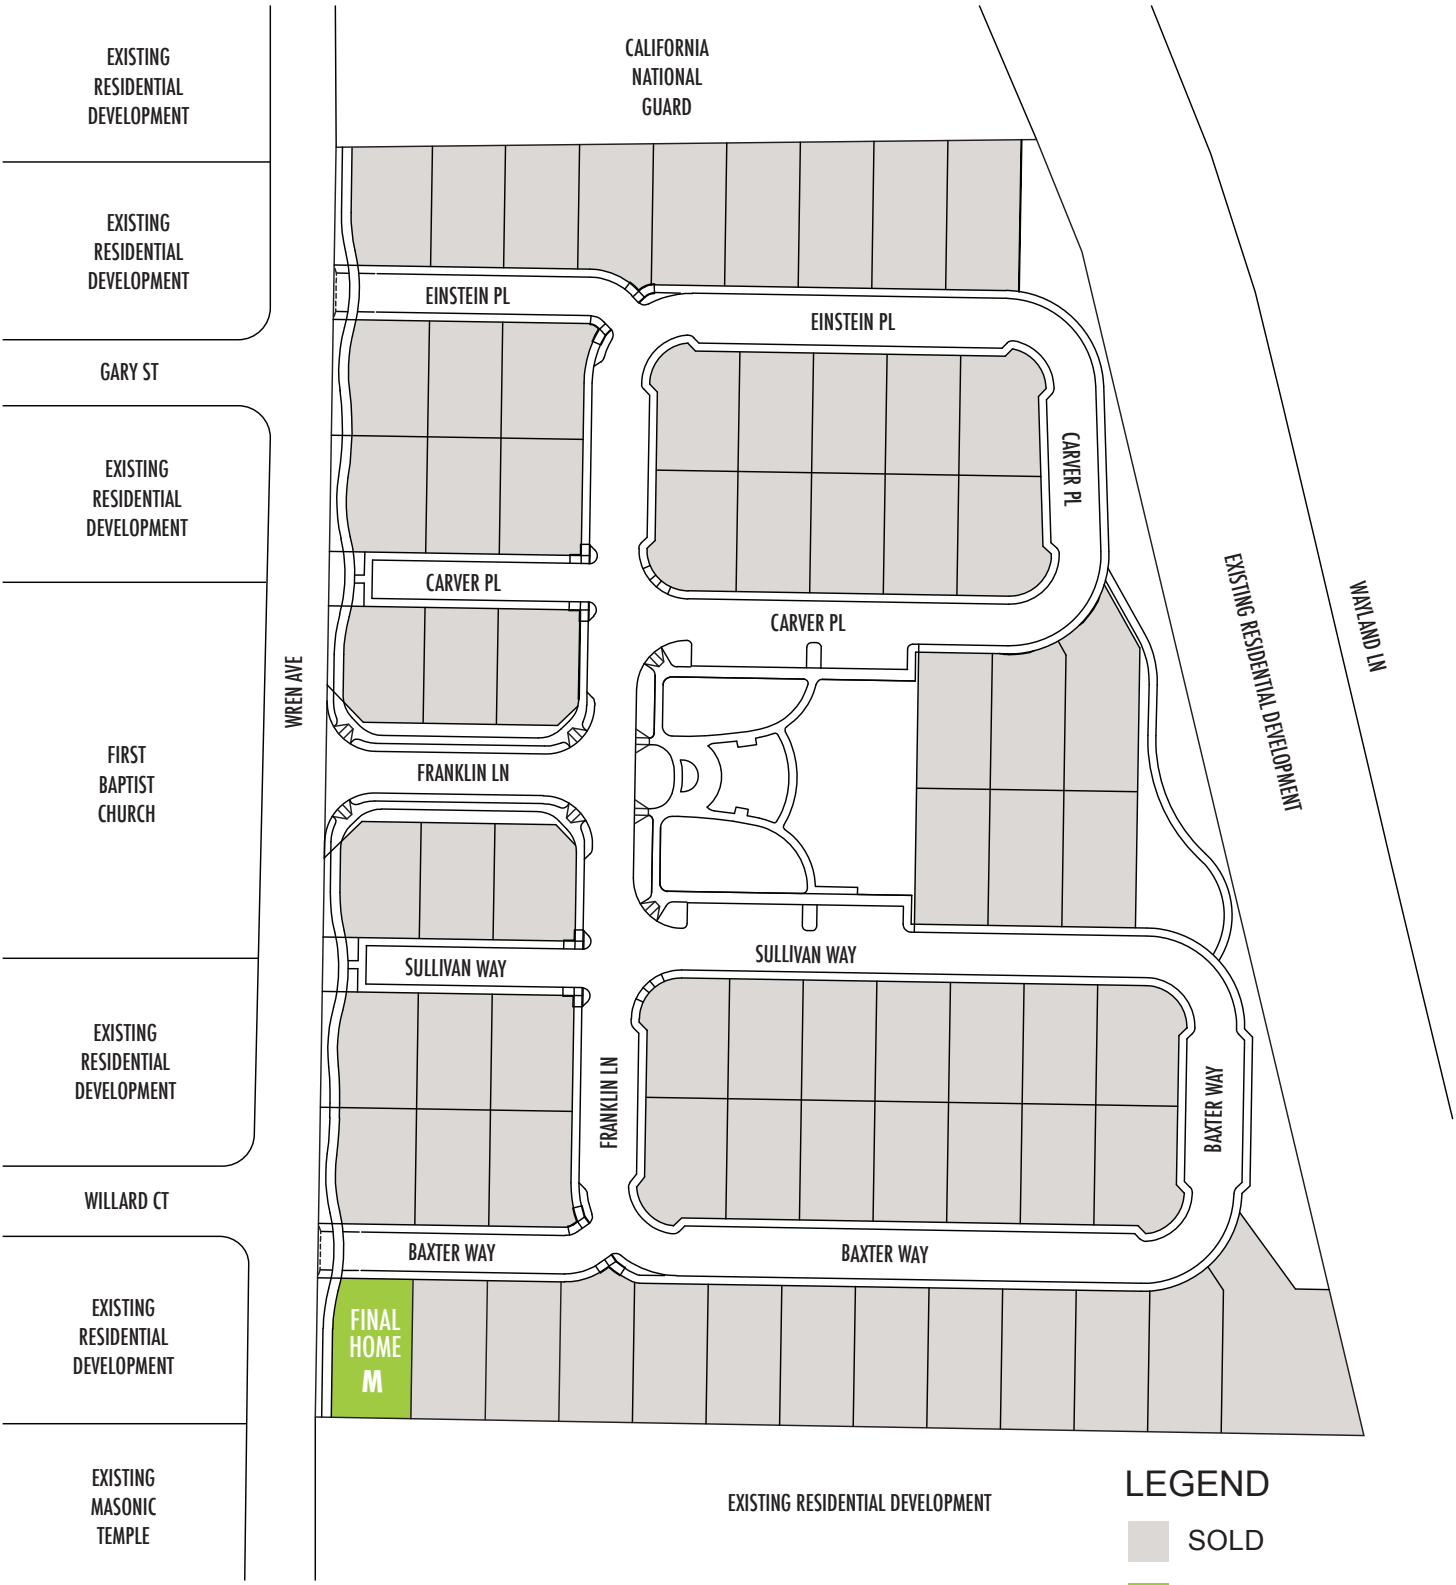 EXISTING
RESIDENTIAL
DEVELOPMENT
CALIFORNIA
NATIONAL
GUARD
EXISTING
RESIDENTIAL
DEVELOPMENT
EINSTEIN PL
EINSTEIN PL
GARY ST
EXISTING
RESIDENTIAL
DEVELOPMENT
CARVER PL
CARVER PL
CARVER PL
EXISTING RESIDENTIAL DEVELOPMENT
WAYLAND LN
WREN AVE
FIRST
BAPTIST
CHURCH
FRANKLIN LN
SULLIVAN WAY
SULLIVAN WAY
EXISTING
RESIDENTIAL
DEVELOPMENT
FRANKLIN LN
BAXTER WAY
WILLARD CT
BAXTER WAY
BAXTER WAY
EXISTING
RESIDENTIAL
DEVELOPMENT
FINAL
HOME
M
EXISTING
MASONIC
TEMPLE
EXISTING RESIDENTIAL DEVELOPMENT
LEGEND
SOLD